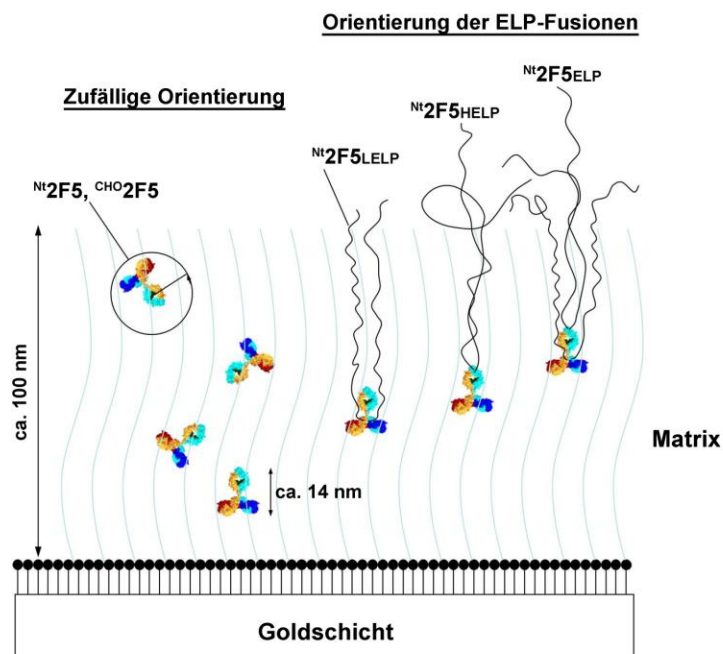 Orientierung der ELP-Fusionen
Zufällige Orientierung
Nt2F5ELP
Nt2F5HELP
Nt2F5LELP
Nt2F5, CHO2F5
ca. 100 nm
ca. 14 nm
Matrix
Goldschicht